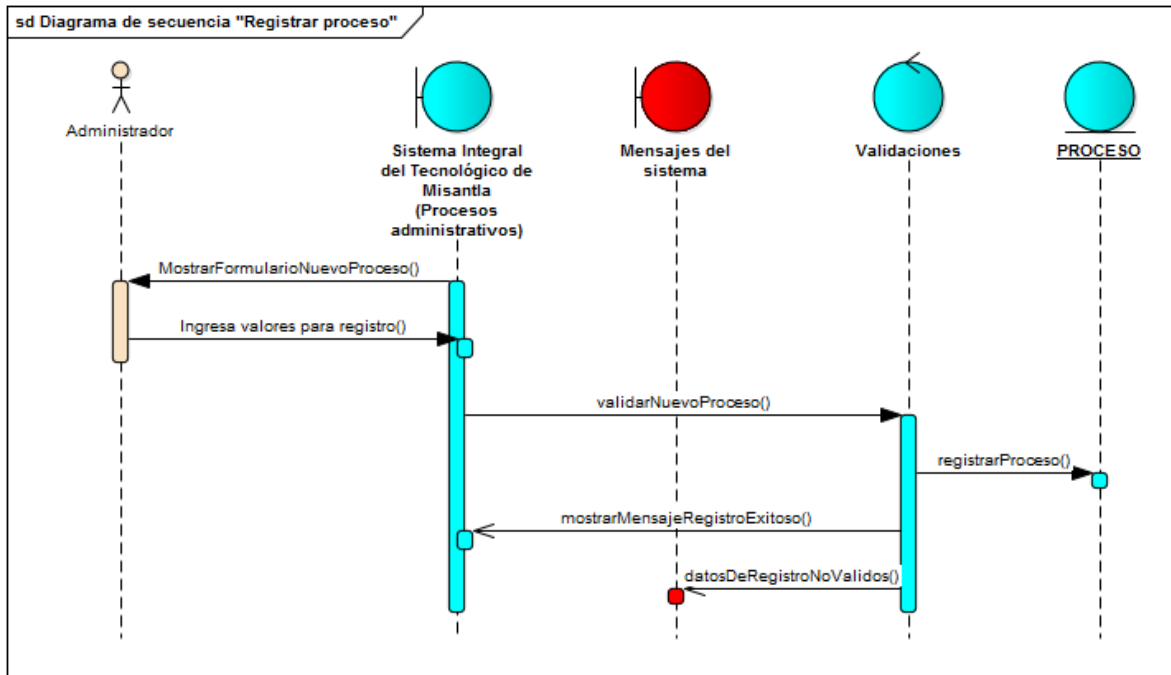 sd Diagrama de secuencia "Registrar proceso"
Administrador
Sistema Integral
del Tecnológico de
Misantla
(Procesos
administrativos)
Mensajes del
sistema
Validaciones
PROCESO
MostrarFormularioNuevoProceso()
Ingresa valores para registro()
validarNuevoProceso()
registrarProceso()
mostrarMensajeRegistroExitoso()
datosDeRegistroNoValidos()